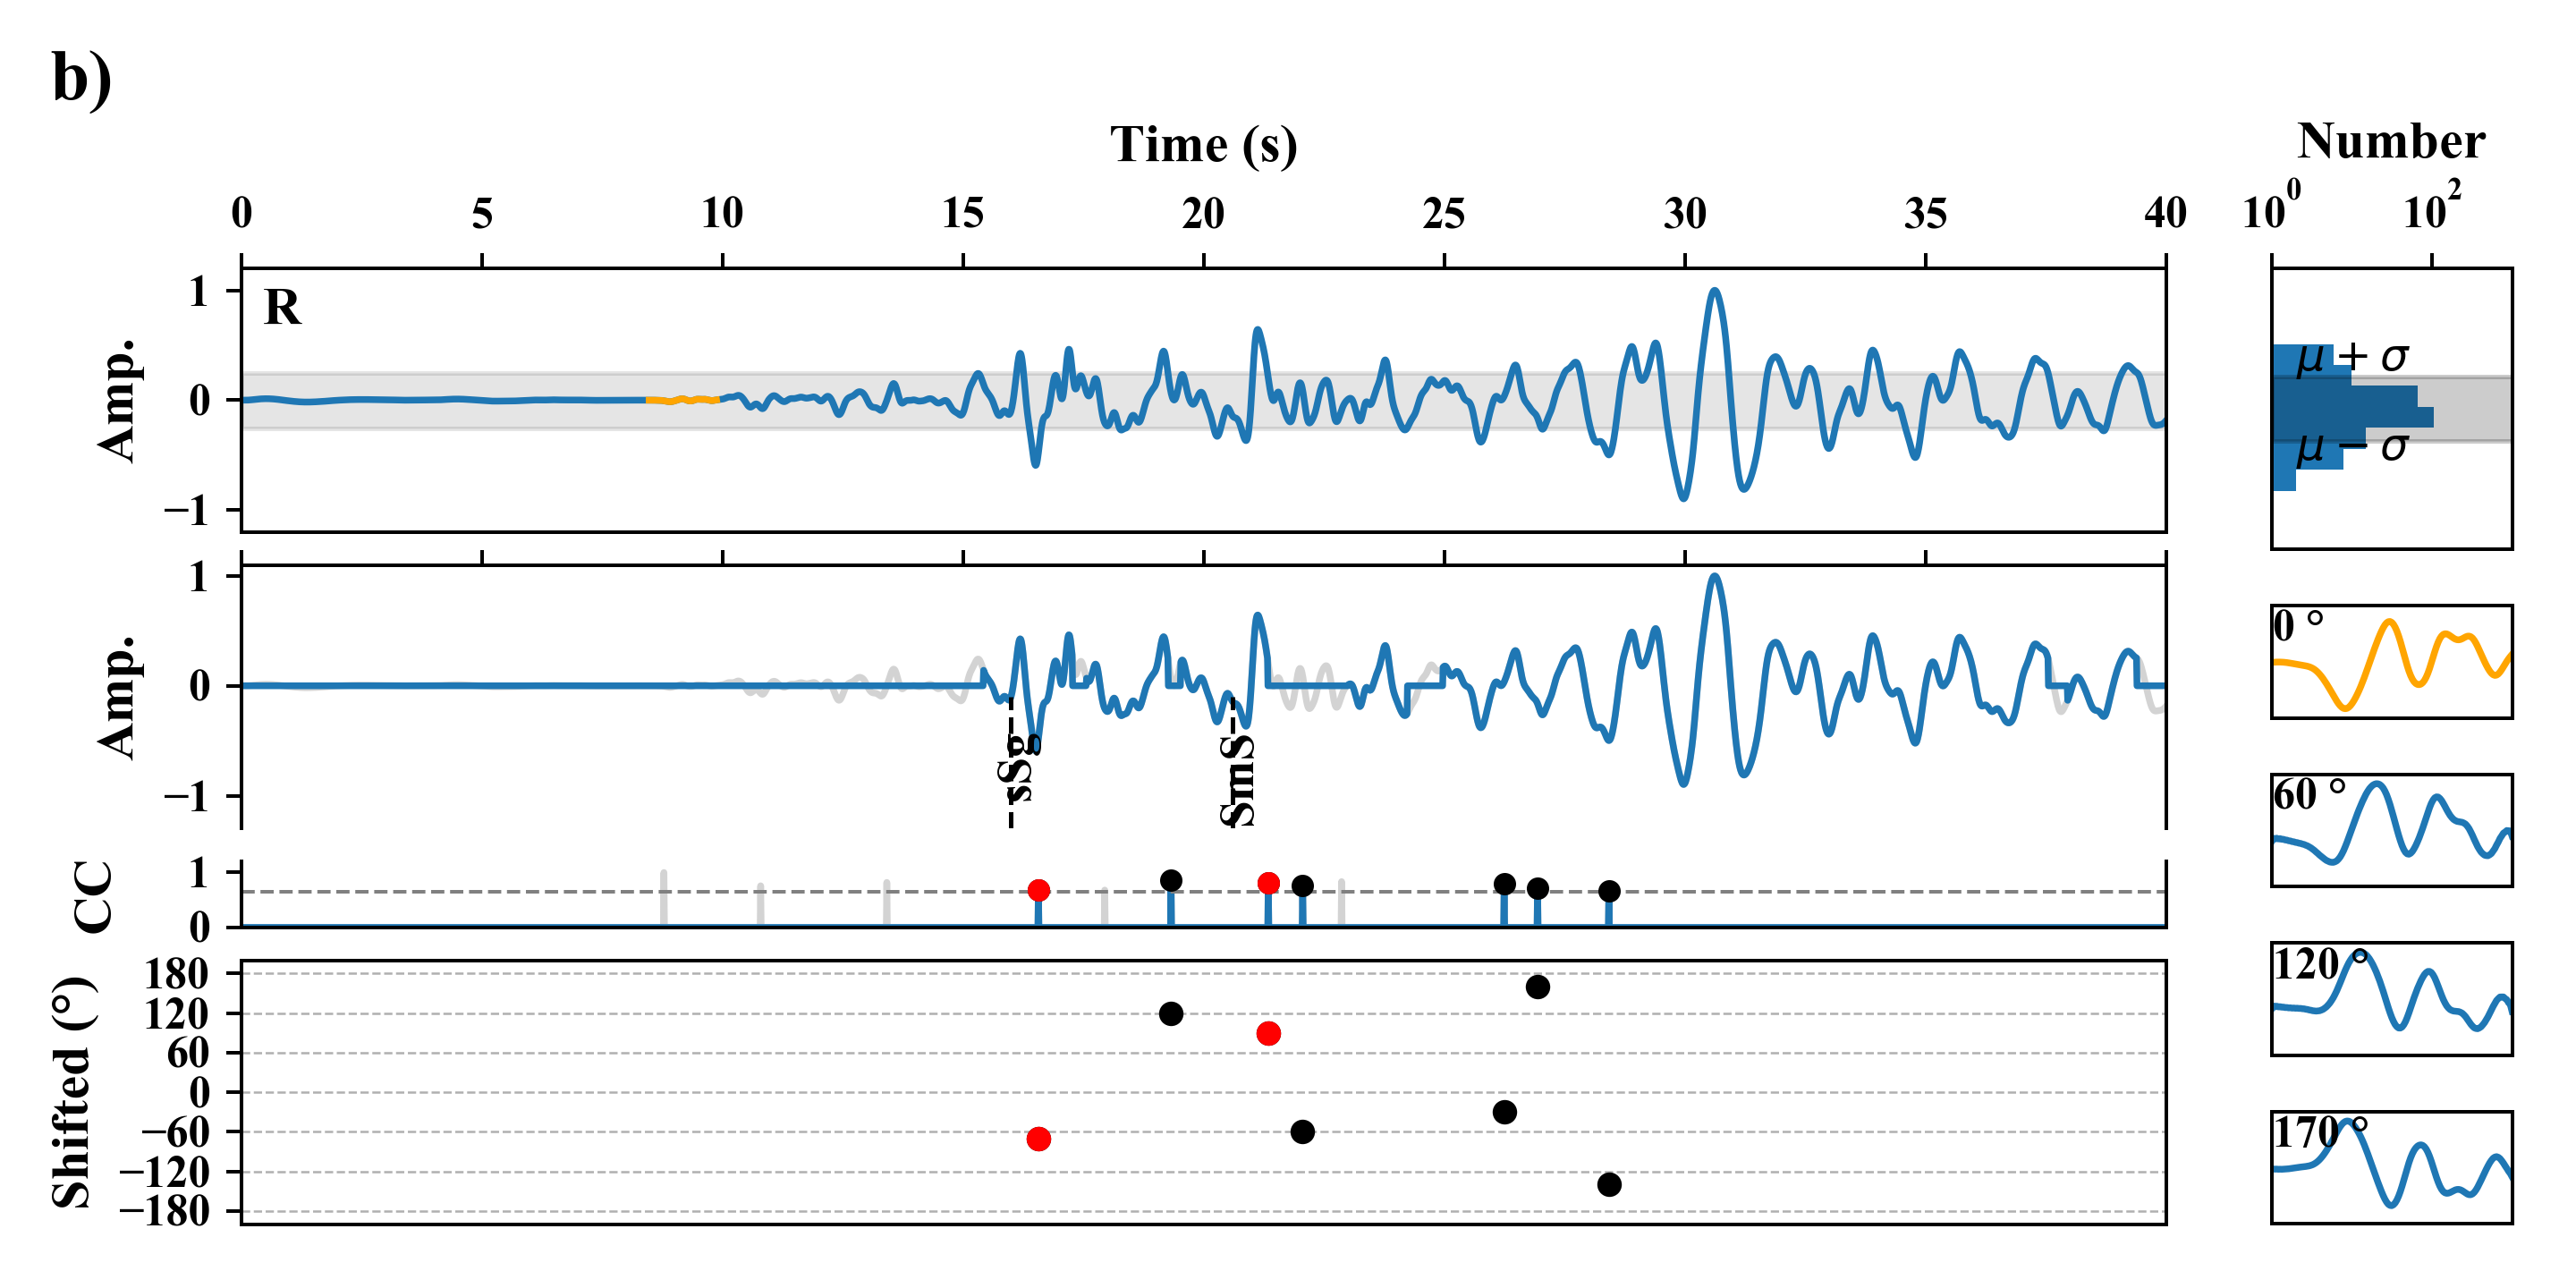 b)
Time (s)
Number
0 5 10 15 20 25 30 35 40
10^0 10^2
R
Amp.
1
0
−1
μ + σ
μ − σ
Amp.
1
0
−1
sSg
SmS
0 °
60 °
CC
1
0
120 °
Shifted (°)
180
120
60
0
−60
−120
−180
170 °